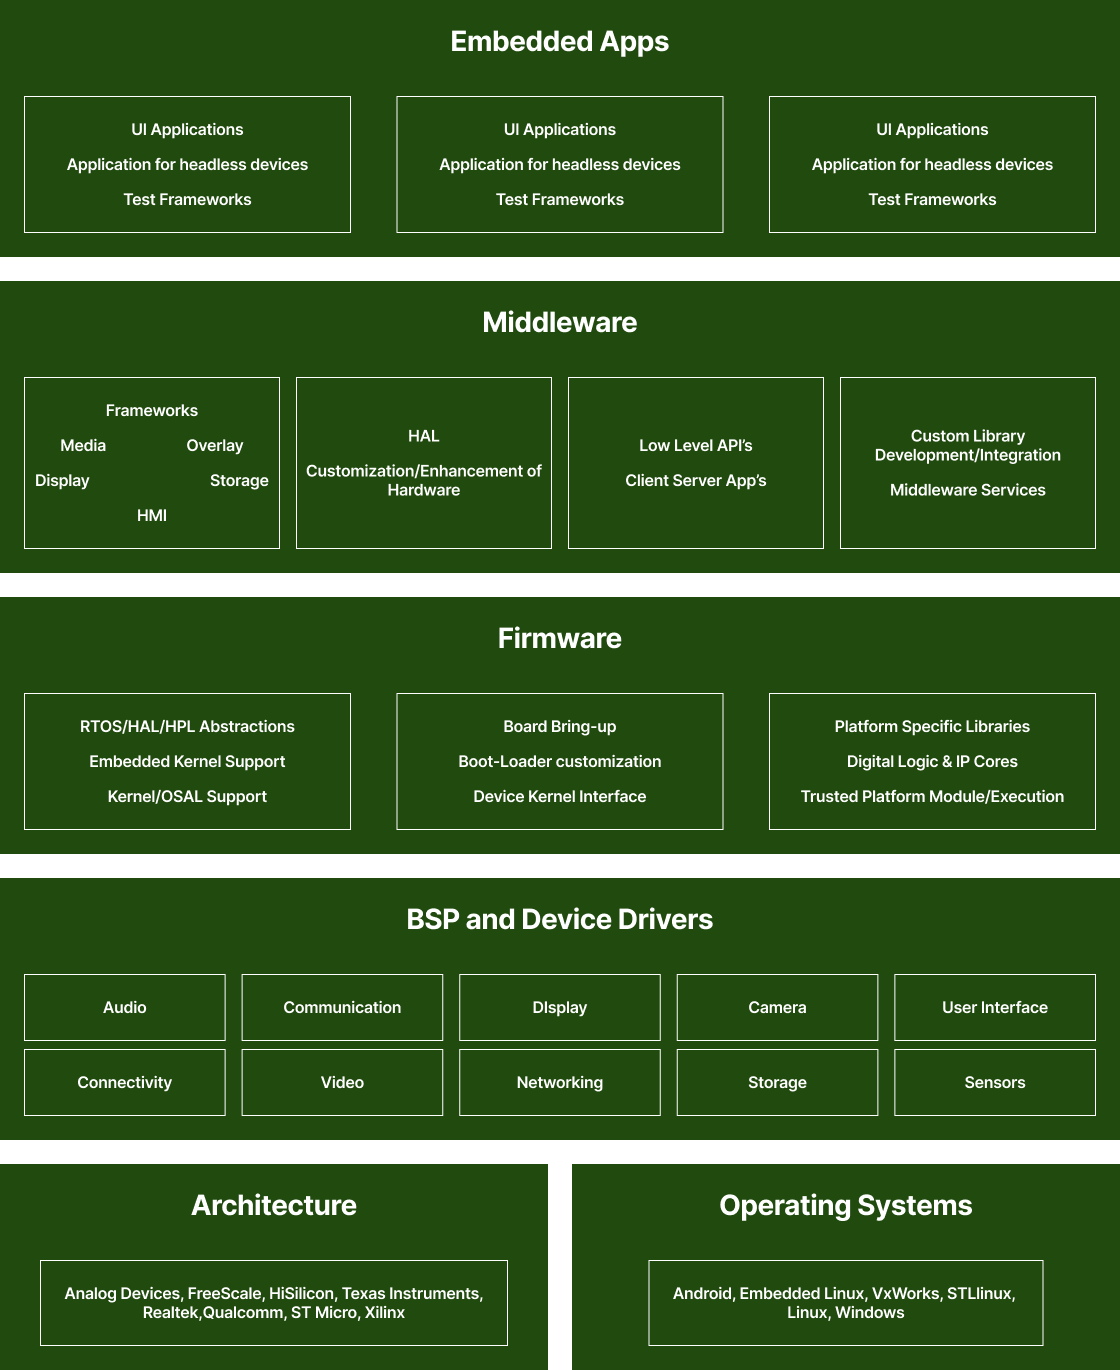 Embedded Apps
UI Applications
Application for headless devices
Test Frameworks
UI Applications
Application for headless devices
Test Frameworks
UI Applications
Application for headless devices
Test Frameworks
Middleware
Frameworks
Media Overlay
Display Storage
HMI
HAL
Customization/Enhancement of
Hardware
Low Level API’s
Client Server App’s
Custom Library
Development/Integration
Middleware Services
Firmware
RTOS/HAL/HPL Abstractions
Embedded Kernel Support
Kernel/OSAL Support
Board Bring-up
Boot-Loader customization
Device Kernel Interface
Platform Specific Libraries
Digital Logic & IP Cores
Trusted Platform Module/Execution
BSP and Device Drivers
Audio
Communication
DIsplay
Camera
User Interface
Connectivity
Video
Networking
Storage
Sensors
Architecture
Analog Devices, FreeScale, HiSilicon, Texas Instruments,
Realtek,Qualcomm, ST Micro, Xilinx
Operating Systems
Android, Embedded Linux, VxWorks, STLlinux,
Linux, Windows